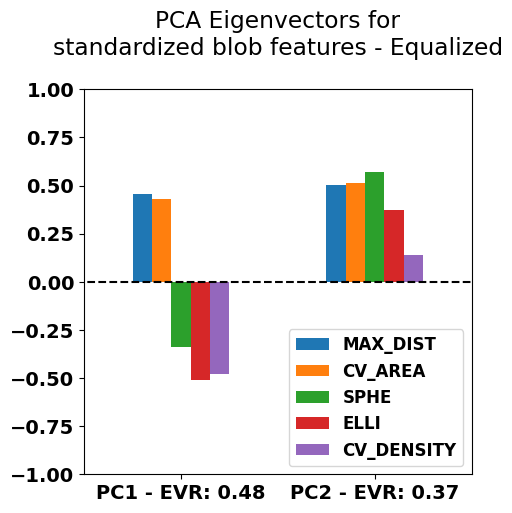 PCA Eigenvectors for
standardized blob features - Equalized
1.00
0.75
0.50
0.25
0.00
−0.25
−0.50
−0.75
−1.00
MAX_DIST
CV_AREA
SPHE
ELLI
CV_DENSITY
PC1 - EVR: 0.48
PC2 - EVR: 0.37